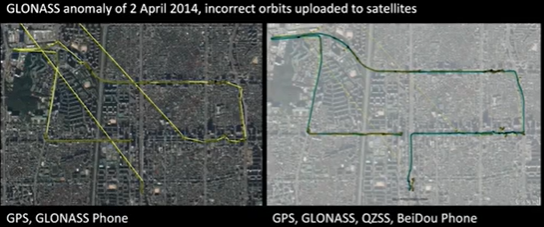 GLONASS anomaly of 2 April 2014, incorrect orbits uploaded to satellites
GPS, GLONASS Phone
GPS, GLONASS, QZSS, BeiDou Phone